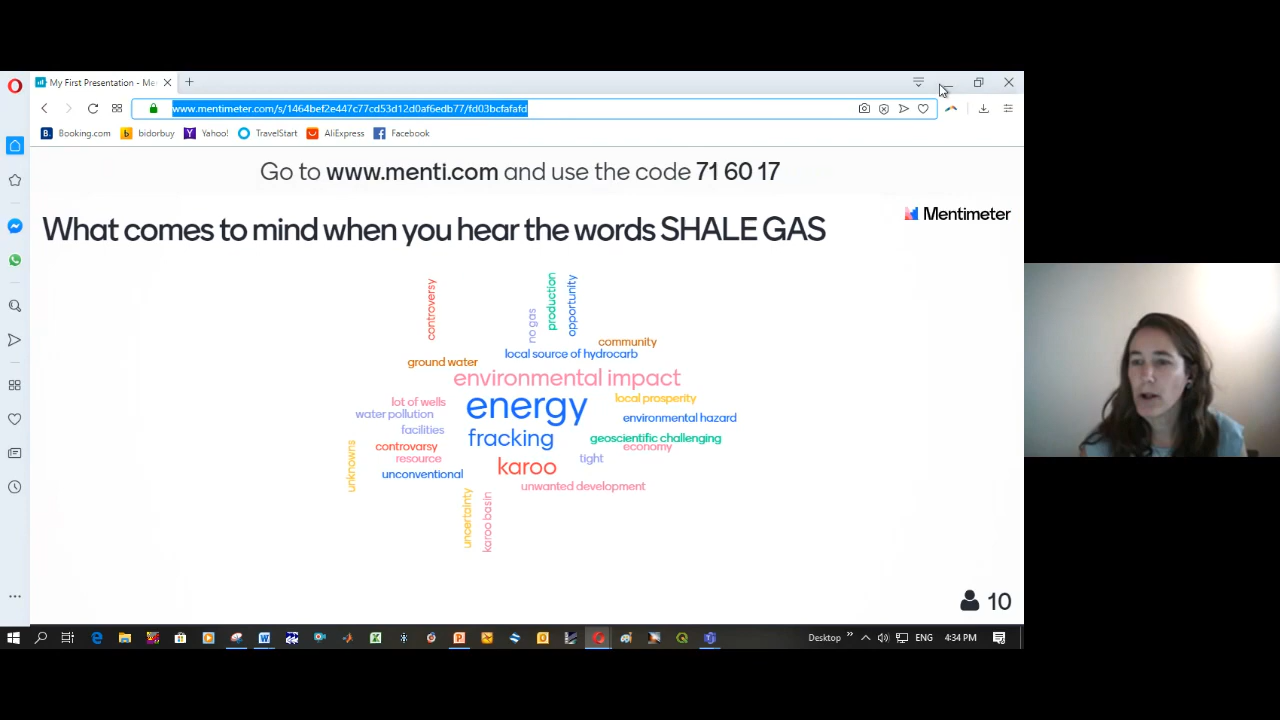 My First Presentation - Me
www.mentimeter.com/s/1464bef2e447c77cd53d12d0af6edb77/fd03bcfafafd
Booking.com bidorbuy Yahoo! TravelStart AliExpress Facebook
Go to www.menti.com and use the code 71 60 17
Mentimeter
What comes to mind when you hear the words SHALE GAS
controversy
production
opportunity
no gas
community
local source of hydrocarb
ground water
environmental impact
lot of wells
energy
local prosperity
water pollution
environmental hazard
facilities
fracking
geoscientific challenging
controvarsy
economy
resource
tight
unknowns
karoo
unconventional
unwanted development
uncertainty
karoo basin
10
Desktop ENG 4:34 PM